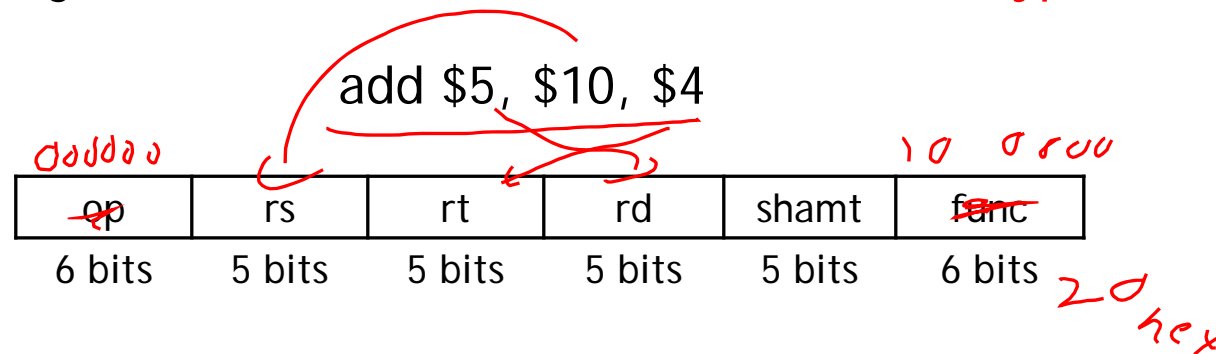 add $5, $10, $4
000000 10 0000
op rs rt rd shamt func
6 bits 5 bits 5 bits 5 bits 5 bits 6 bits
20 hex